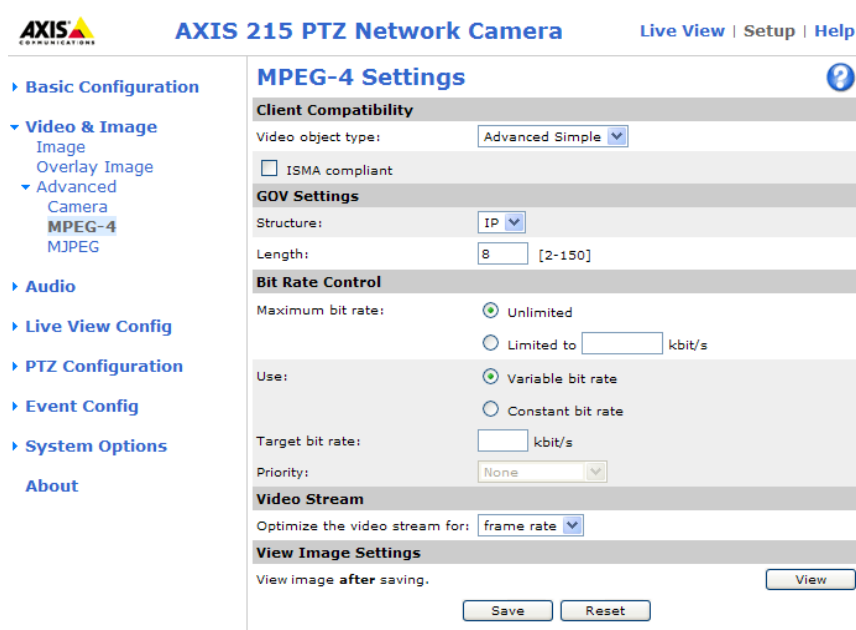 AXIS
COMMUNICATIONS
AXIS 215 PTZ Network Camera
Live View | Setup | Help
Basic Configuration
Video & Image
Image
Overlay Image
Advanced
Camera
MPEG-4
MJPEG
Audio
Live View Config
PTZ Configuration
Event Config
System Options
About
MPEG-4 Settings
?
Client Compatibility
Video object type: Advanced Simple
ISMA compliant
GOV Settings
Structure: IP
Length: 8 [2-150]
Bit Rate Control
Maximum bit rate: Unlimited
Limited to kbit/s
Use: Variable bit rate
Constant bit rate
Target bit rate: kbit/s
Priority: None
Video Stream
Optimize the video stream for: frame rate
View Image Settings
View image after saving. View
Save Reset